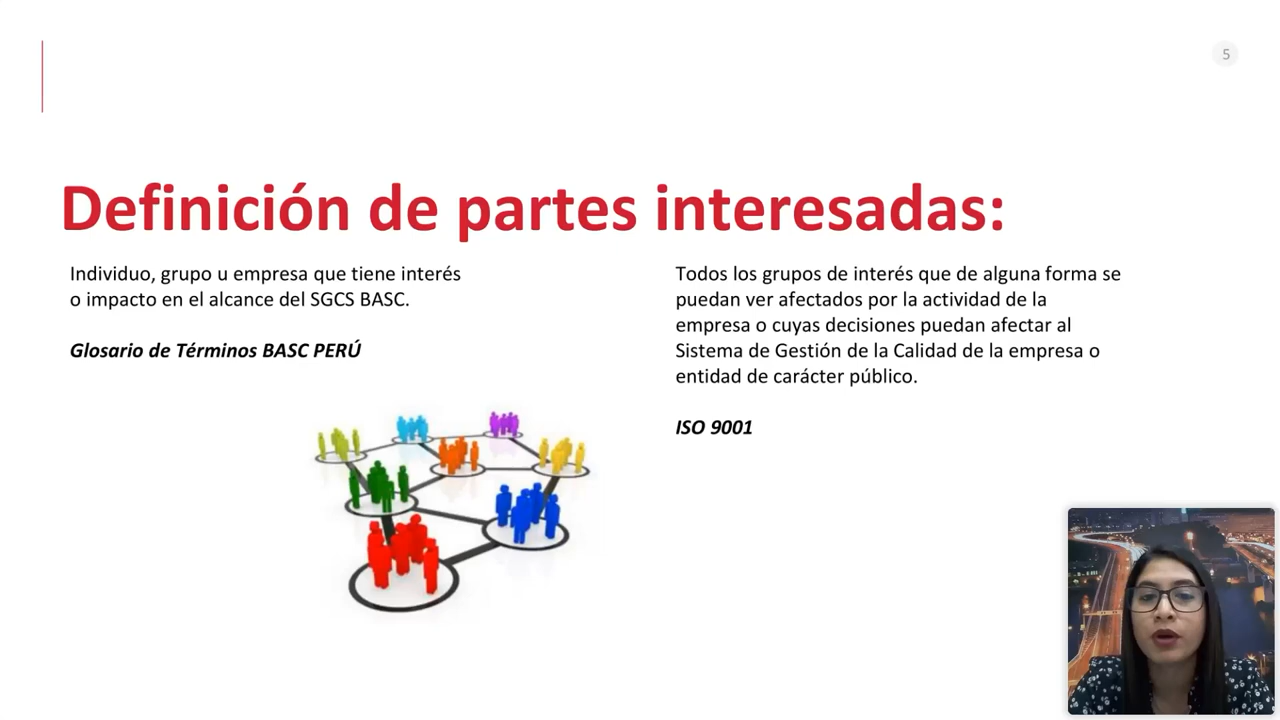 5
Definición de partes interesadas:
Individuo, grupo u empresa que tiene interés
o impacto en el alcance del SGCS BASC.
Glosario de Términos BASC PERÚ
Todos los grupos de interés que de alguna forma se
puedan ver afectados por la actividad de la
empresa o cuyas decisiones puedan afectar al
Sistema de Gestión de la Calidad de la empresa o
entidad de carácter público.
ISO 9001